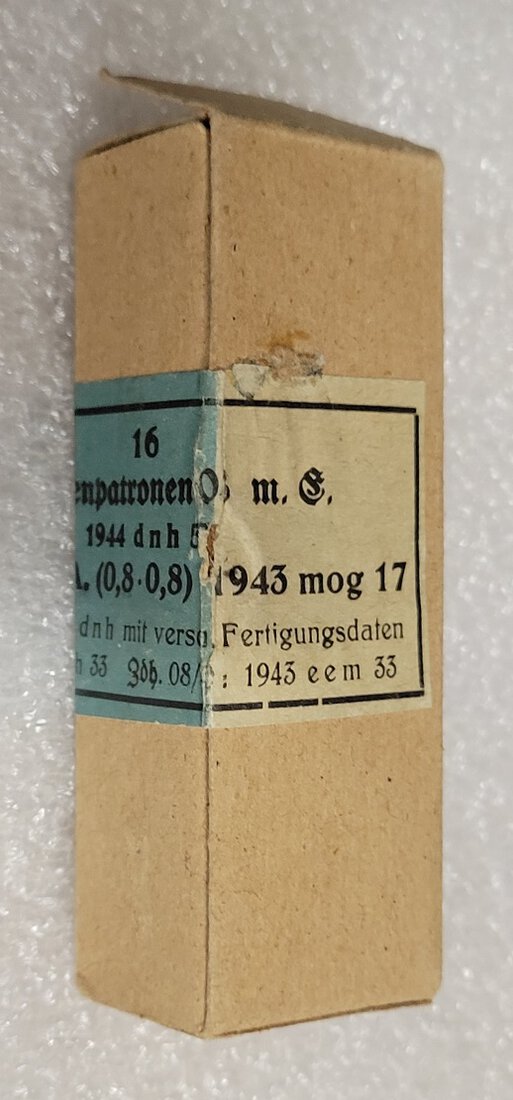 16
enpatronen m. E.
1944 dnh
(0,8·0,8) 1943 mog 17
dnh mit versch. Fertigungsdaten
33 Zdh. 08/ : 1943 eem 33